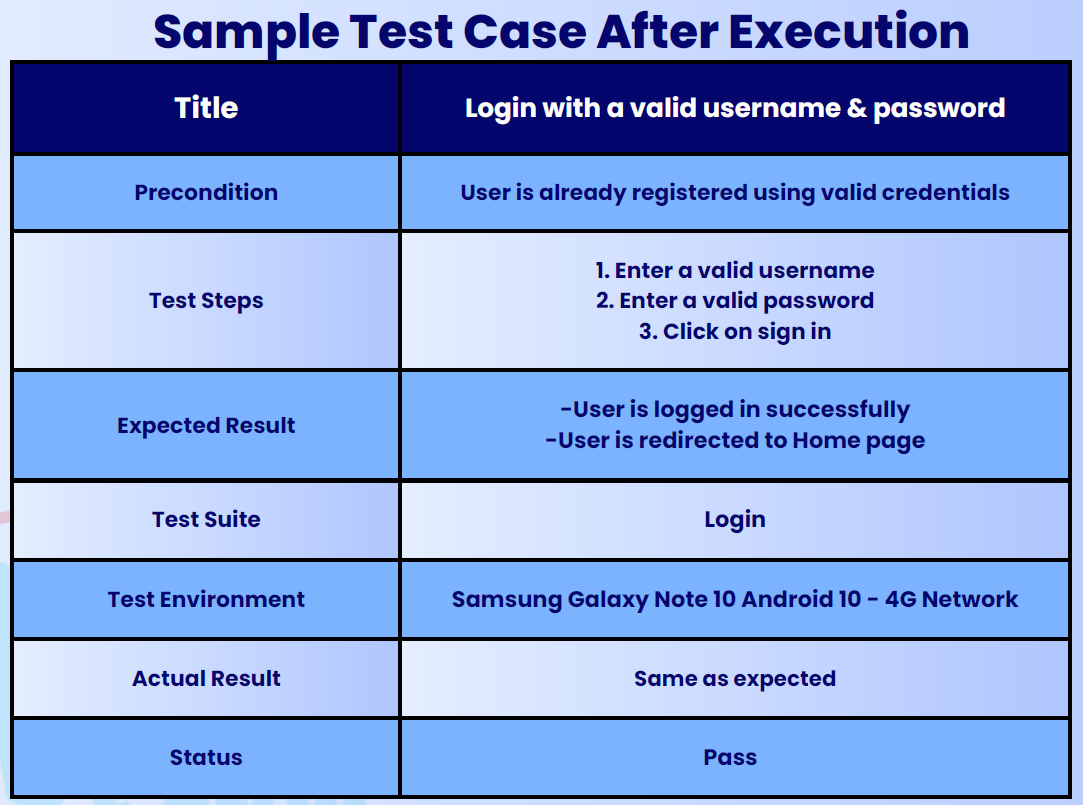 Sample Test Case After Execution
Title
Login with a valid username & password
Precondition
User is already registered using valid credentials
Test Steps
1. Enter a valid username
2. Enter a valid password
3. Click on sign in
Expected Result
-User is logged in successfully
-User is redirected to Home page
Test Suite
Login
Test Environment
Samsung Galaxy Note 10 Android 10 - 4G Network
Actual Result
Same as expected
Status
Pass